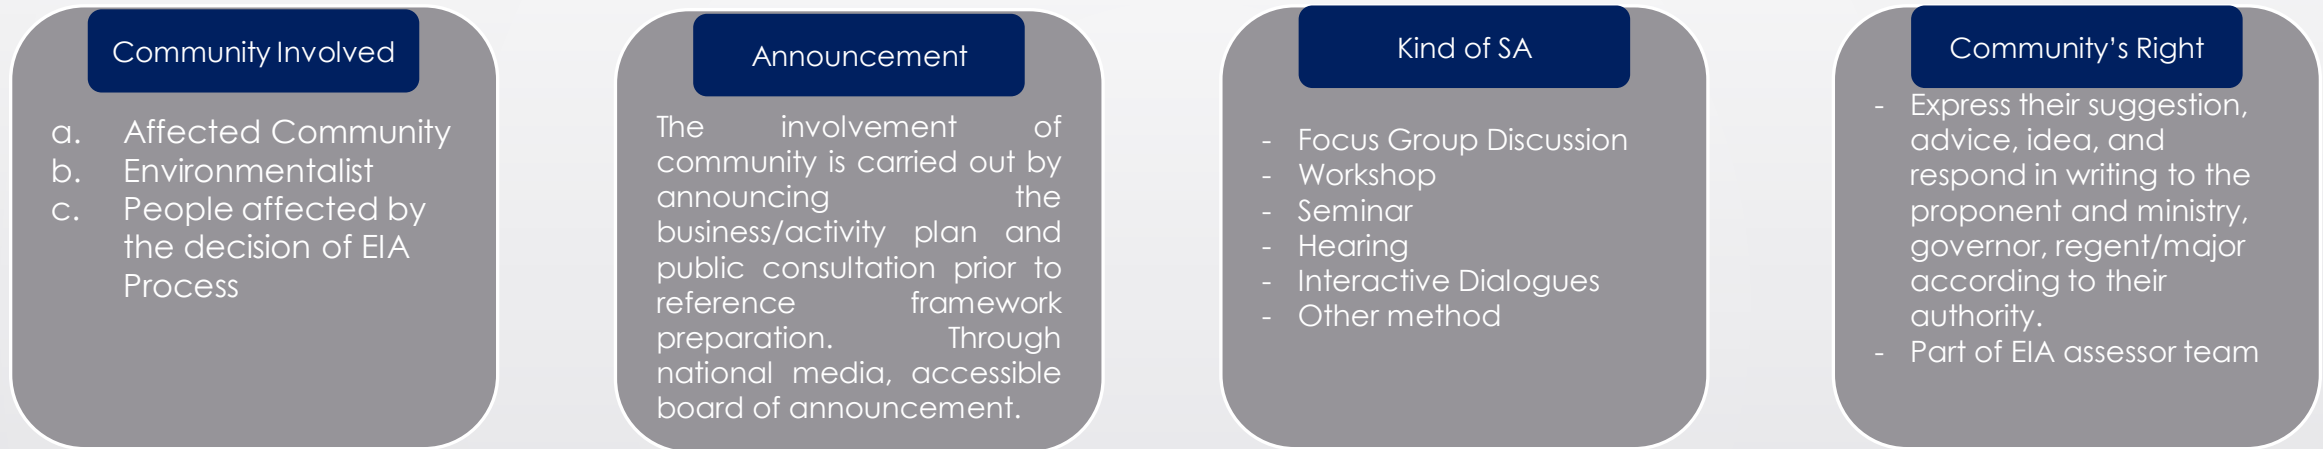 Community Involved
a. Affected Community
b. Environmentalist
c. People affected by
the decision of EIA
Process
Announcement
The involvement of
community is carried out by
announcing the
business/activity plan and
public consultation prior to
reference framework
preparation. Through
national media, accessible
board of announcement.
Kind of SA
- Focus Group Discussion
- Workshop
- Seminar
- Hearing
- Interactive Dialogues
- Other method
Community's Right
- Express their suggestion,
advice, idea, and
respond in writing to the
proponent and ministry,
governor, regent/major
according to their
authority.
- Part of EIA assessor team